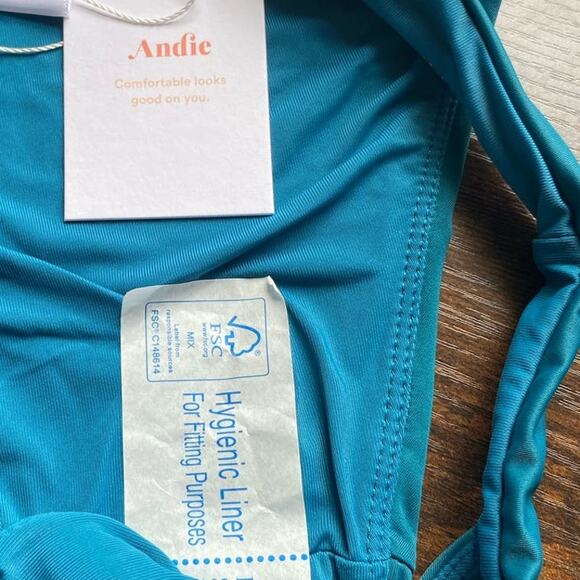 Andie
Comfortable looks
good on you.
FSC
www.fsc.org
MIX
Label from
responsible sources
FSC® C148614
Hygienic Liner
For Fitting Purposes